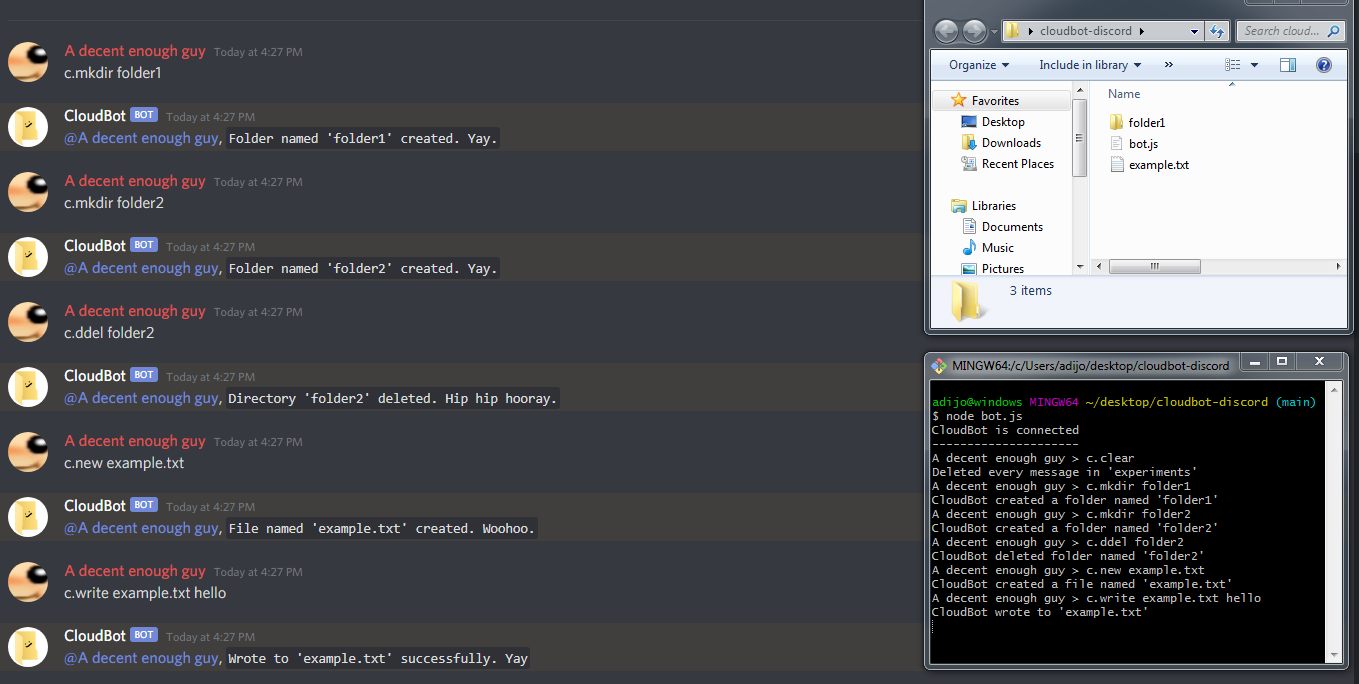 A decent enough guy Today at 4:27 PM
c.mkdir folder1
CloudBot BOT Today at 4:27 PM
@A decent enough guy, Folder named 'folder1' created. Yay.
A decent enough guy Today at 4:27 PM
c.mkdir folder2
CloudBot BOT Today at 4:27 PM
@A decent enough guy, Folder named 'folder2' created. Yay.
A decent enough guy Today at 4:27 PM
c.ddel folder2
CloudBot BOT Today at 4:27 PM
@A decent enough guy, Directory 'folder2' deleted. Hip hip hooray.
A decent enough guy Today at 4:27 PM
c.new example.txt
CloudBot BOT Today at 4:27 PM
@A decent enough guy, File named 'example.txt' created. Woohoo.
A decent enough guy Today at 4:27 PM
c.write example.txt hello
CloudBot BOT Today at 4:27 PM
@A decent enough guy, Wrote to 'example.txt' successfully. Yay
cloudbot-discord
Search cloud...
Organize Include in library »
Favorites
Desktop
Downloads
Recent Places
Libraries
Documents
Music
Pictures
Name
folder1
bot.js
example.txt
3 items
MINGW64:/c/Users/adijo/desktop/cloudbot-discord
adijo@windows MINGW64 ~/desktop/cloudbot-discord (main)
$ node bot.js
CloudBot is connected
---------------------
A decent enough guy > c.clear
Deleted every message in 'experiments'
A decent enough guy > c.mkdir folder1
CloudBot created a folder named 'folder1'
A decent enough guy > c.mkdir folder2
CloudBot created a folder named 'folder2'
A decent enough guy > c.ddel folder2
CloudBot deleted folder named 'folder2'
A decent enough guy > c.new example.txt
CloudBot created a file named 'example.txt'
A decent enough guy > c.write example.txt hello
CloudBot wrote to 'example.txt'